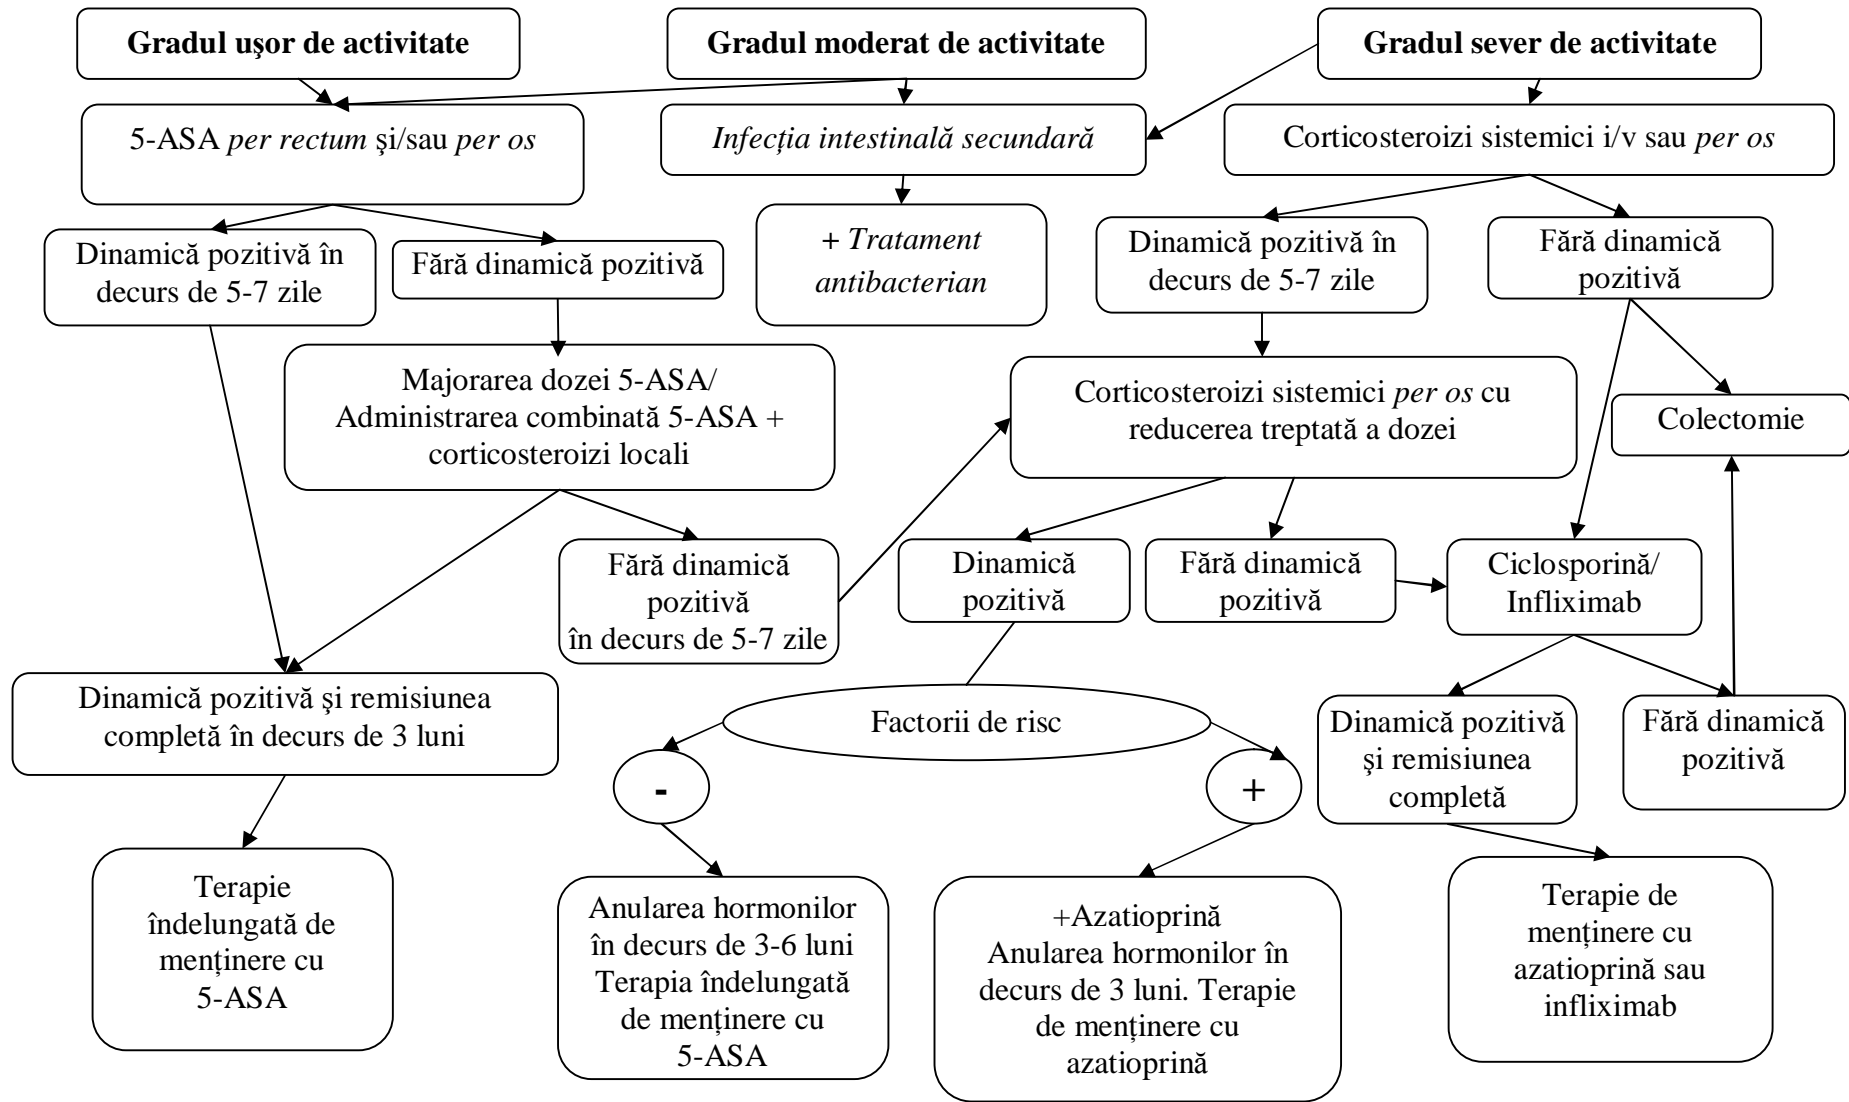 Gradul uşor de activitate
Gradul moderat de activitate
Gradul sever de activitate
5-ASA per rectum şi/sau per os
Infecția intestinală secundară
Corticosteroizi sistemici i/v sau per os
Dinamică pozitivă în
decurs de 5-7 zile
Fără dinamică pozitivă
+ Tratament
antibacterian
Dinamică pozitivă în
decurs de 5-7 zile
Fără dinamică
pozitivă
Majorarea dozei 5-ASA/
Administrarea combinată 5-ASA +
corticosteroizi locali
Corticosteroizi sistemici per os cu
reducerea treptată a dozei
Colectomie
Fără dinamică
pozitivă
în decurs de 5-7 zile
Dinamică
pozitivă
Fără dinamică
pozitivă
Ciclosporină/
Infliximab
Dinamică pozitivă şi remisiunea
completă în decurs de 3 luni
Factorii de risc
Dinamică pozitivă
şi remisiunea
completă
Fără dinamică
pozitivă
-
+
Terapie
îndelungată de
menținere cu
5-ASA
Anularea hormonilor
în decurs de 3-6 luni
Terapia îndelungată
de menținere cu
5-ASA
+Azatioprină
Anularea hormonilor în
decurs de 3 luni. Terapie
de menținere cu
azatioprină
Terapie de
menținere cu
azatioprină sau
infliximab